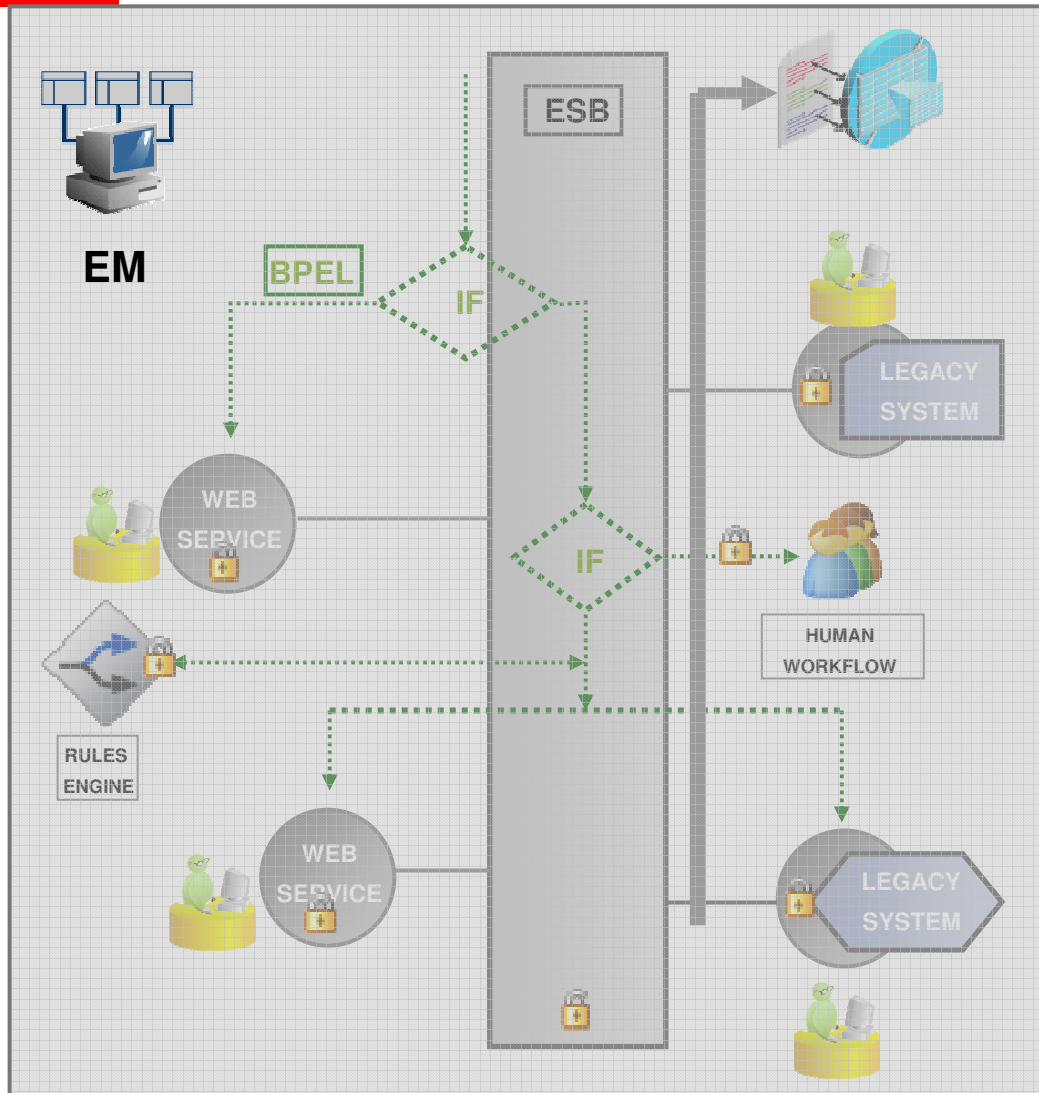 ESB
EM
BPEL
IF
LEGACY
SYSTEM
WEB
SERVICE
IF
HUMAN
WORKFLOW
RULES
ENGINE
WEB
SERVICE
LEGACY
SYSTEM